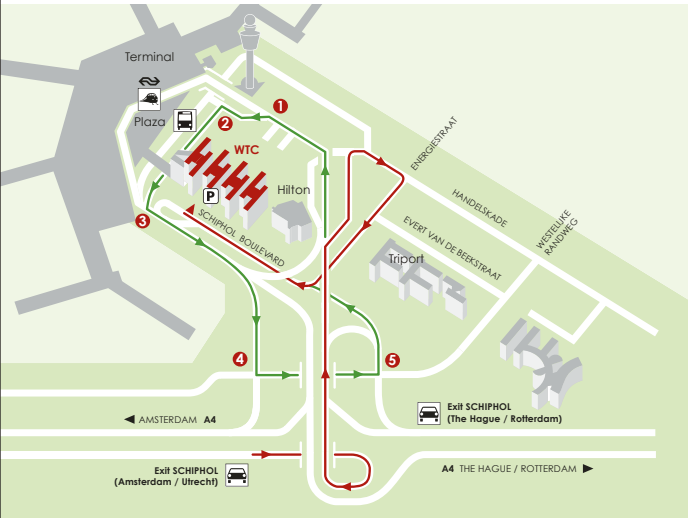 Terminal
Plaza
1
2
WTC
P
Hilton
3
SCHIPHOL BOULEVARD
ENERGIESTRAAT
HANDELSKADE
WESTELIJKE
RANDWEG
EVERT VAN DE BEEKSTRAAT
Triport
4
5
AMSTERDAM A4
Exit SCHIPHOL
(The Hague / Rotterdam)
Exit SCHIPHOL
(Amsterdam / Utrecht)
A4 THE HAGUE / ROTTERDAM